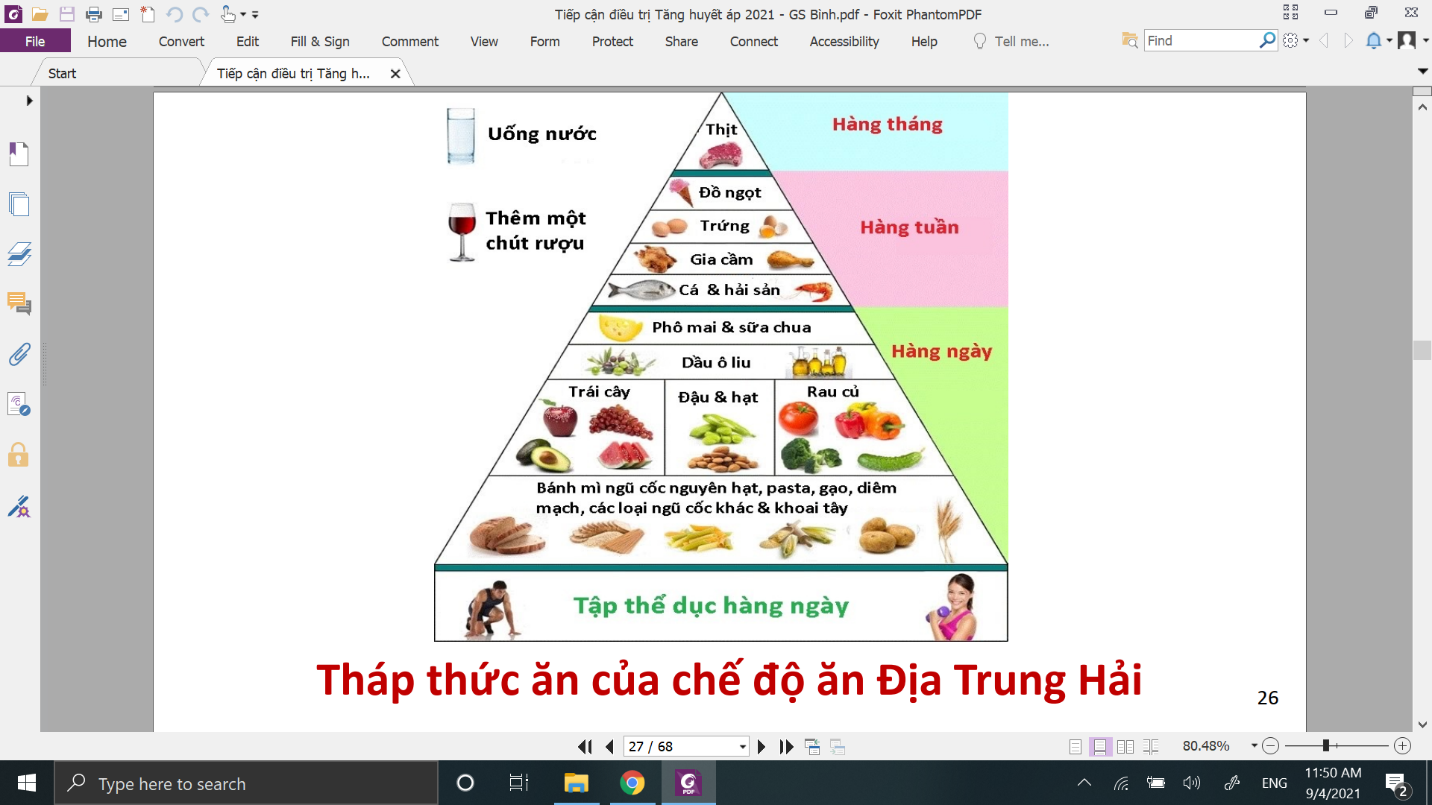 Tiếp cận điều trị Tăng huyết áp 2021 - GS Binh.pdf - Foxit PhantomPDF
File Home Convert Edit Fill & Sign Comment View Form Protect Share Connect Accessibility Help Tell me... Find
Start Tiếp cận điều trị Tăng h...
Uống nước
Thêm một
chút rượu
Thịt
Hàng tháng
Đồ ngọt
Trứng
Gia cầm
Cá & hải sản
Hàng tuần
Phô mai & sữa chua
Dầu ô liu
Hàng ngày
Trái cây
Đậu & hạt
Rau củ
Bánh mì ngũ cốc nguyên hạt, pasta, gạo, diêm
mạch, các loại ngũ cốc khác & khoai tây
Tập thể dục hàng ngày
Tháp thức ăn của chế độ ăn Địa Trung Hải
26
27 / 68
80.48%
Type here to search
PDF
ENG
11:50 AM
9/4/2021
2